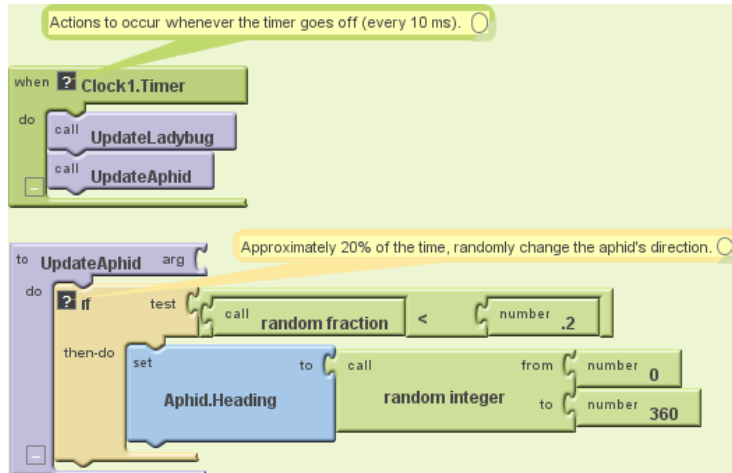 Actions to occur whenever the timer goes off (every 10 ms).
when ? Clock1.Timer
do
call UpdateLadybug
call UpdateAphid
Approximately 20% of the time, randomly change the aphid's direction.
to UpdateAphid arg
do ? if test call random fraction < number .2
then-do set Aphid.Heading to call random integer from number 0
to number 360